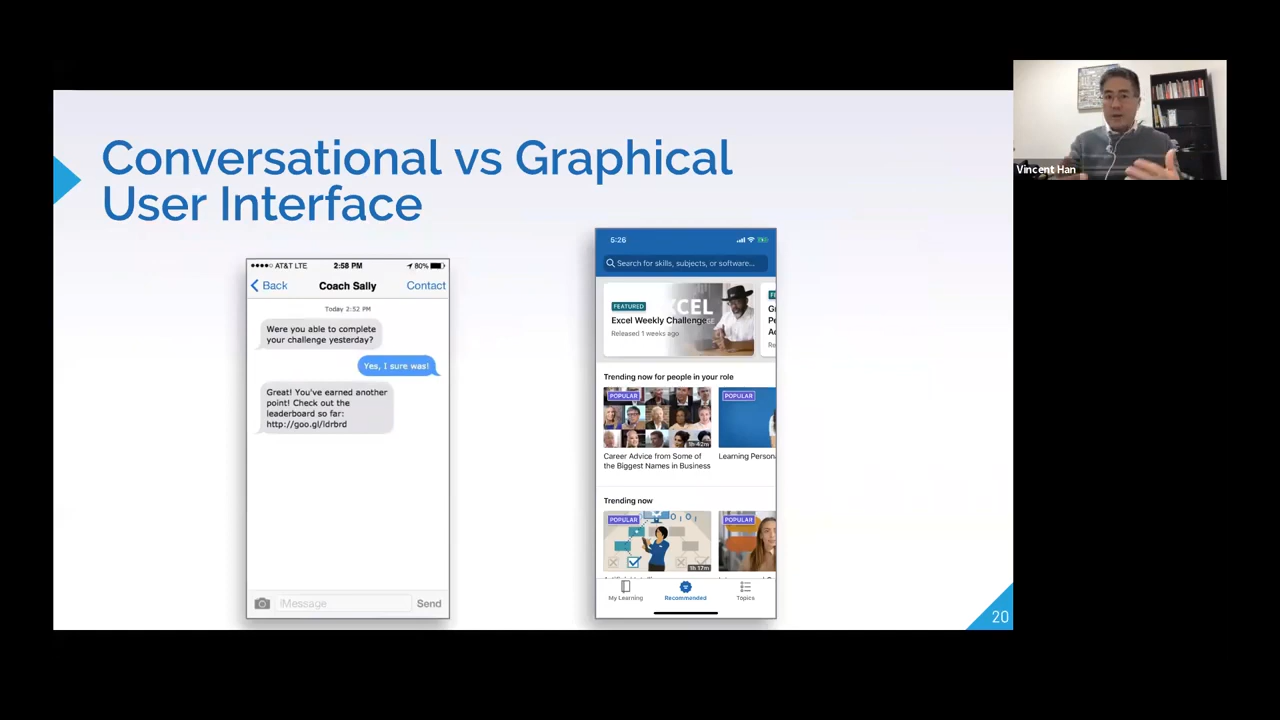 Conversational vs Graphical
User Interface
AT&T LTE 2:58 PM 80%
Back Coach Sally Contact
Today 2:52 PM
Were you able to complete
your challenge yesterday?
Yes, I sure was!
Great! You've earned another
point! Check out the
leaderboard so far:
http://goo.gl/ldrbrd
iMessage Send
5:26
Search for skills, subjects, or software...
FEATURED
Excel Weekly Challenge
Released 1 weeks ago
Trending now for people in your role
POPULAR POPULAR
1h 42m
Career Advice from Some of
the Biggest Names in Business
Learning Person
Trending now
POPULAR POPULAR
1h 17m
My Learning Recommended Topics
20
Vincent Han